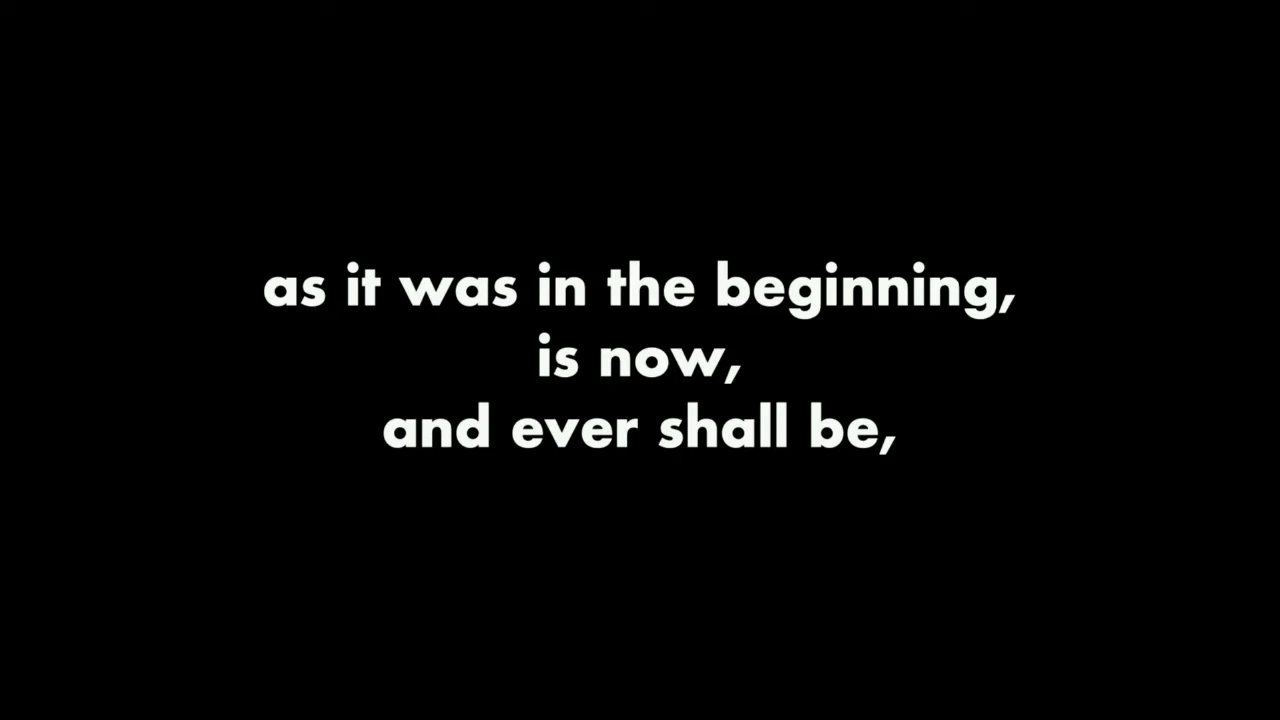 as it was in the beginning,
is now,
and ever shall be,